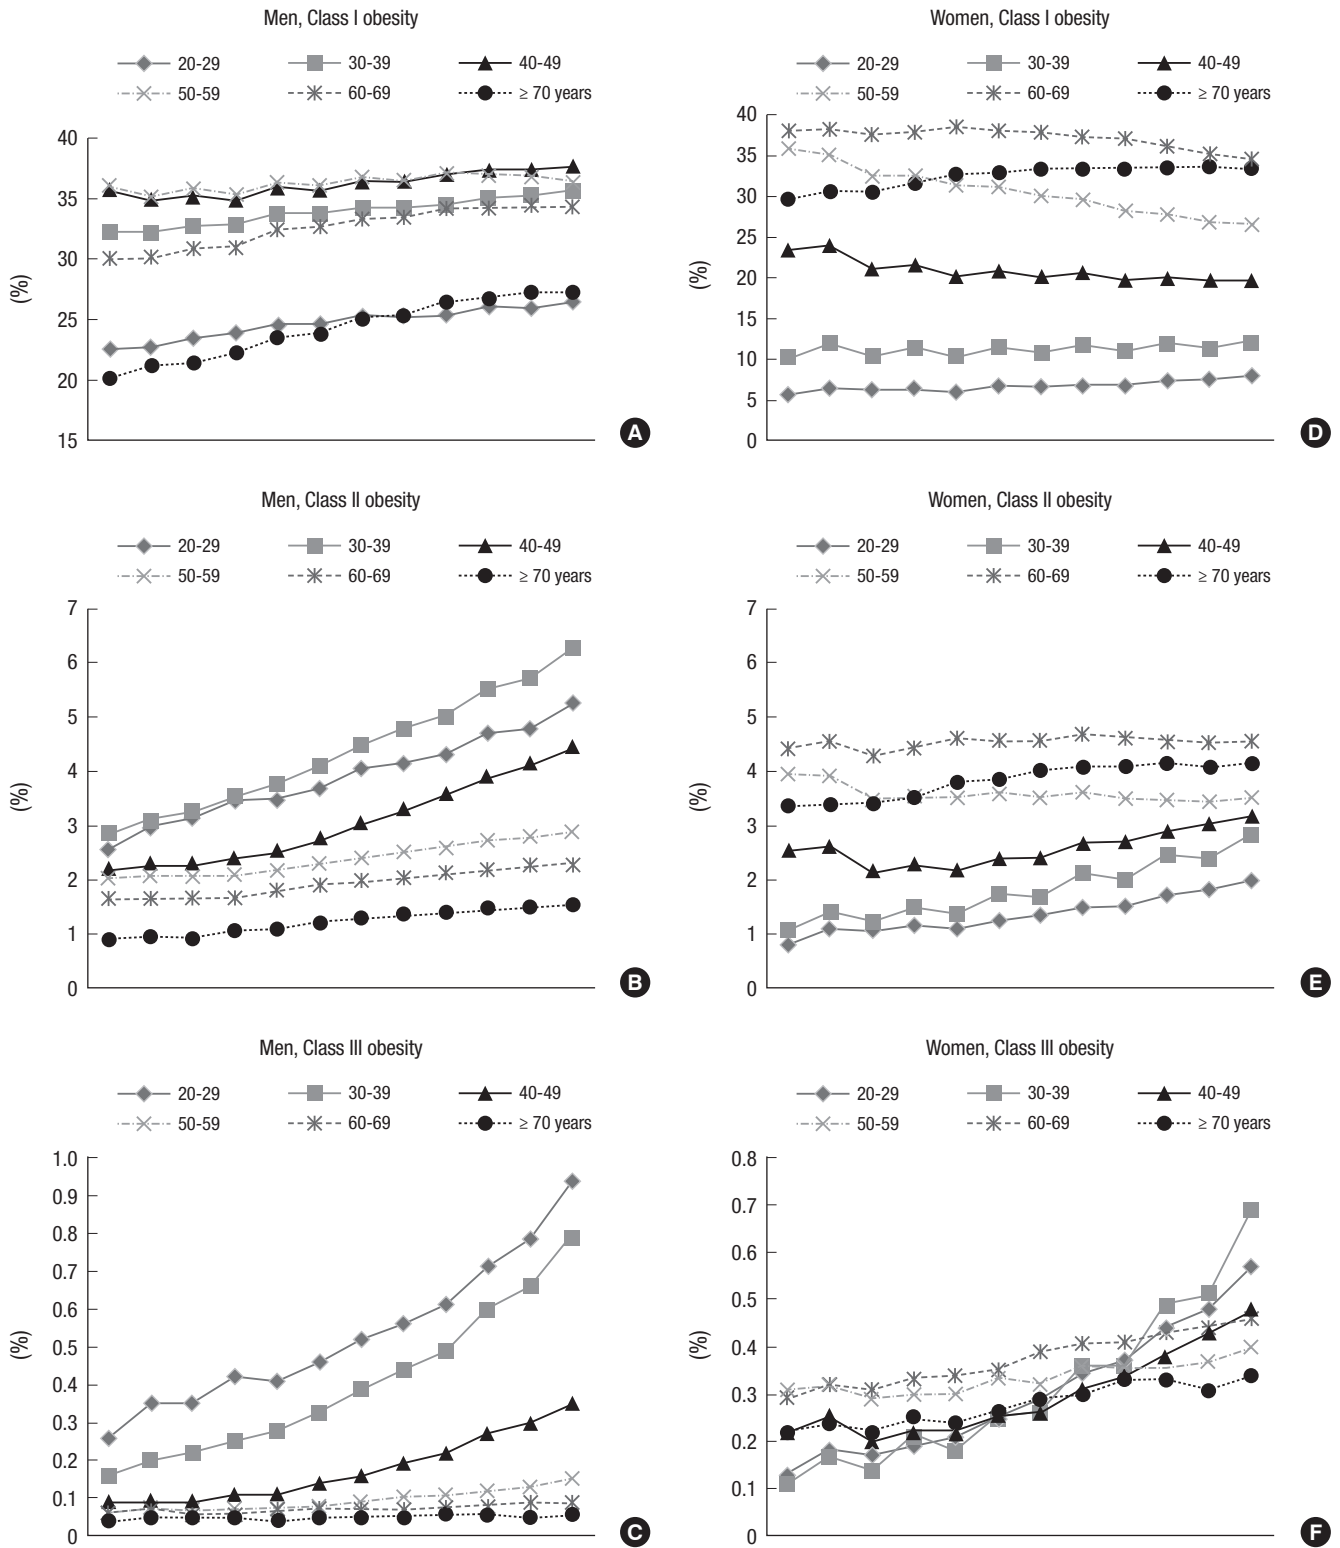 Men, Class I obesity
20-29 30-39 40-49
50-59 60-69 ≥ 70 years
40
35
30
25
20
15
(%)
A
Women, Class I obesity
20-29 30-39 40-49
50-59 60-69 ≥ 70 years
40
35
30
25
20
15
10
5
0
(%)
D
Men, Class II obesity
20-29 30-39 40-49
50-59 60-69 ≥ 70 years
7
6
5
4
3
2
1
0
(%)
B
Women, Class II obesity
20-29 30-39 40-49
50-59 60-69 ≥ 70 years
7
6
5
4
3
2
1
0
(%)
E
Men, Class III obesity
20-29 30-39 40-49
50-59 60-69 ≥ 70 years
1.0
0.9
0.8
0.7
0.6
0.5
0.4
0.3
0.2
0.1
0
(%)
C
Women, Class III obesity
20-29 30-39 40-49
50-59 60-69 ≥ 70 years
0.8
0.7
0.6
0.5
0.4
0.3
0.2
0.1
0
(%)
F